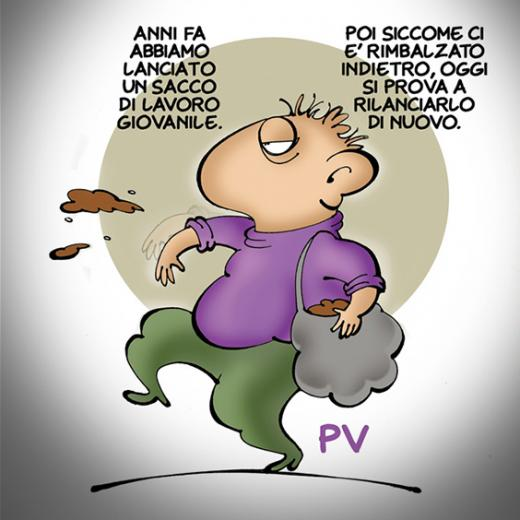 ANNI FA
ABBIAMO
LANCIATO
UN SACCO
DI LAVORO
GIOVANILE.
POI SICCOME CI
E' RIMBALZATO
INDIETRO, OGGI
SI PROVA A
RILANCIARLO
DI NUOVO.
PV